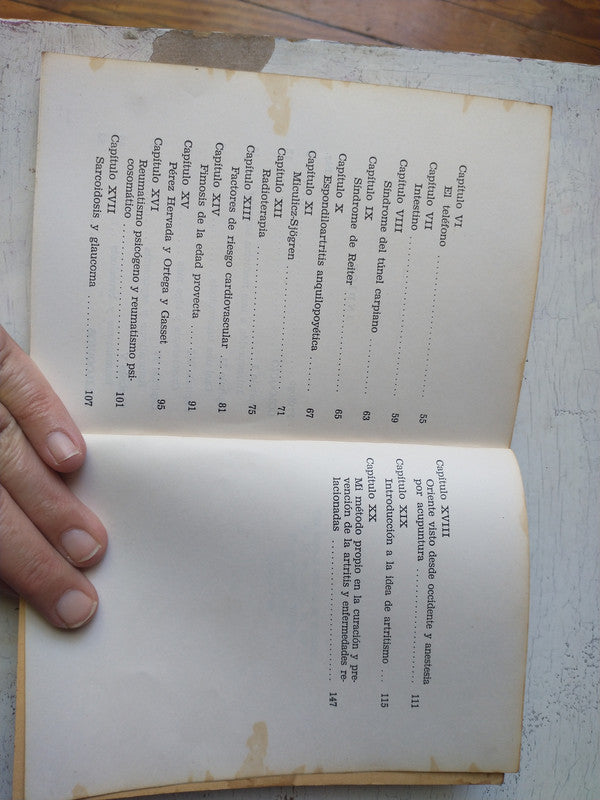 Capítulo VI
El teléfono ........ 55
Capítulo VII
Intestino ........ 59
Capítulo VIII
Síndrome del túnel carpiano ........ 63
Capítulo IX
Síndrome de Reiter ........ 65
Capítulo X
Espondiloartritis anquilopoyética ........ 67
Capítulo XI
Miculicz-Sjögren ........ 71
Capítulo XII
Radioterapia ........ 75
Capítulo XIII
Factores de riesgo cardiovascular ........ 81
Capítulo XIV
Fimosis de la edad provecta ........ 91
Capítulo XV
Pérez Hervada y Ortega y Gasset ........ 95
Capítulo XVI
Reumatismo psicógeno y reumatismo psi-
cosomático ........ 101
Capítulo XVII
Sarcoidosis y glaucoma ........ 107
Capítulo XVIII
Oriente visto desde occidente y anestesia
por acupuntura ........ 111
Capítulo XIX
Introducción a la idea de artritismo ... 115
Capítulo XX
Mi método propio en la curación y pre-
vención de la artritis y enfermedades re-
lacionadas ........ 147